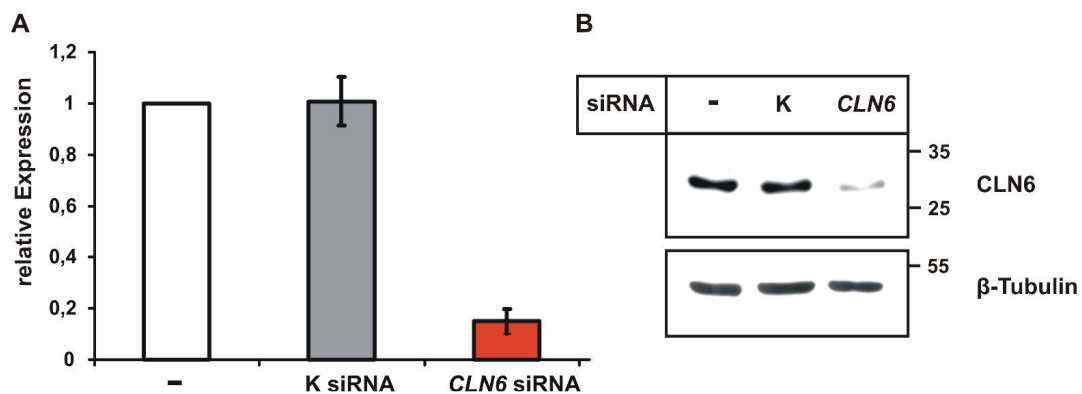 A
relative Expression
1,2
1
0,8
0,6
0,4
0,2
0
-
K siRNA
CLN6 siRNA
B
siRNA - K CLN6
35
25
CLN6
55
β-Tubulin